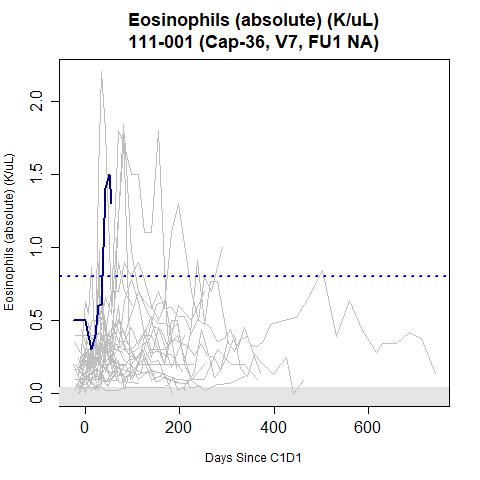 Eosinophils (absolute) (K/uL)
111-001 (Cap-36, V7, FU1 NA)
Eosinophils (absolute) (K/uL)
2.0
1.5
1.0
0.5
0.0
0
200
400
600
Days Since C1D1